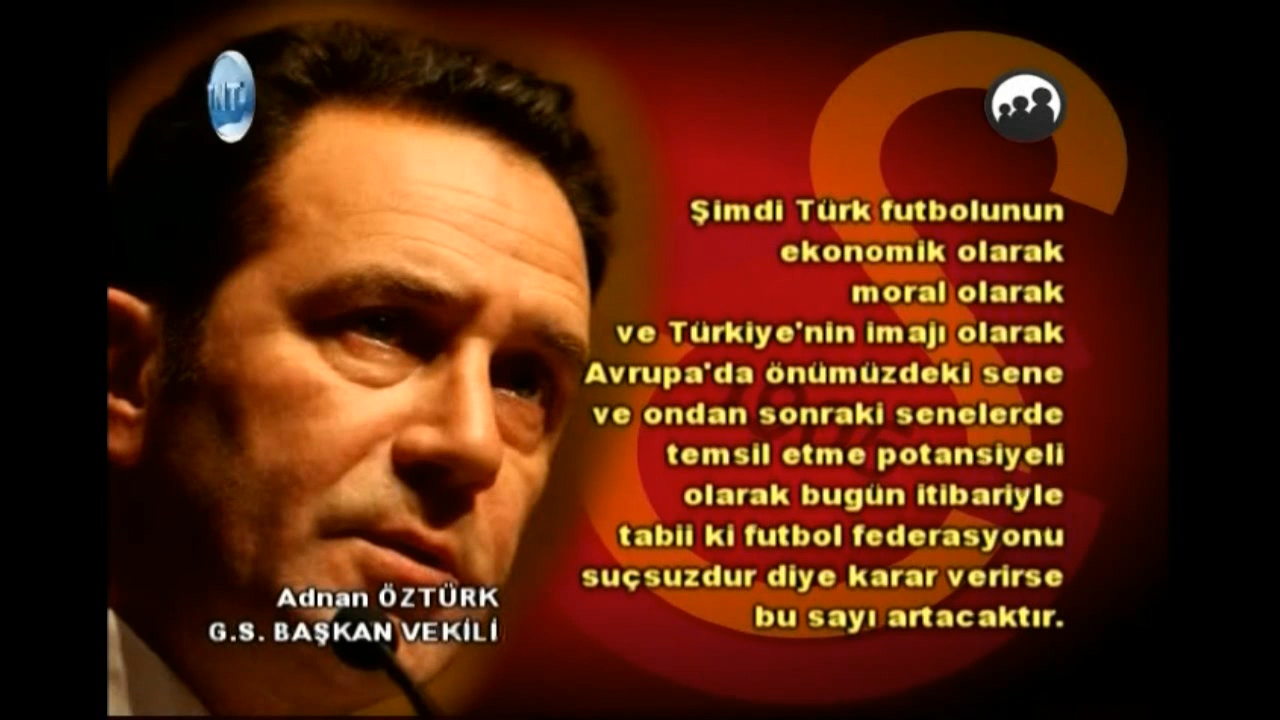 TNT
Şimdi Türk futbolunun
ekonomik olarak
moral olarak
ve Türkiye'nin imajı olarak
Avrupa'da önümüzdeki sene
ve ondan sonraki senelerde
temsil etme potansiyeli
olarak bugün itibariyle
tabii ki futbol federasyonu
suçsuzdur diye karar verirse
bu sayı artacaktır.
Adnan ÖZTÜRK
G.S. BAŞKAN VEKİLİ